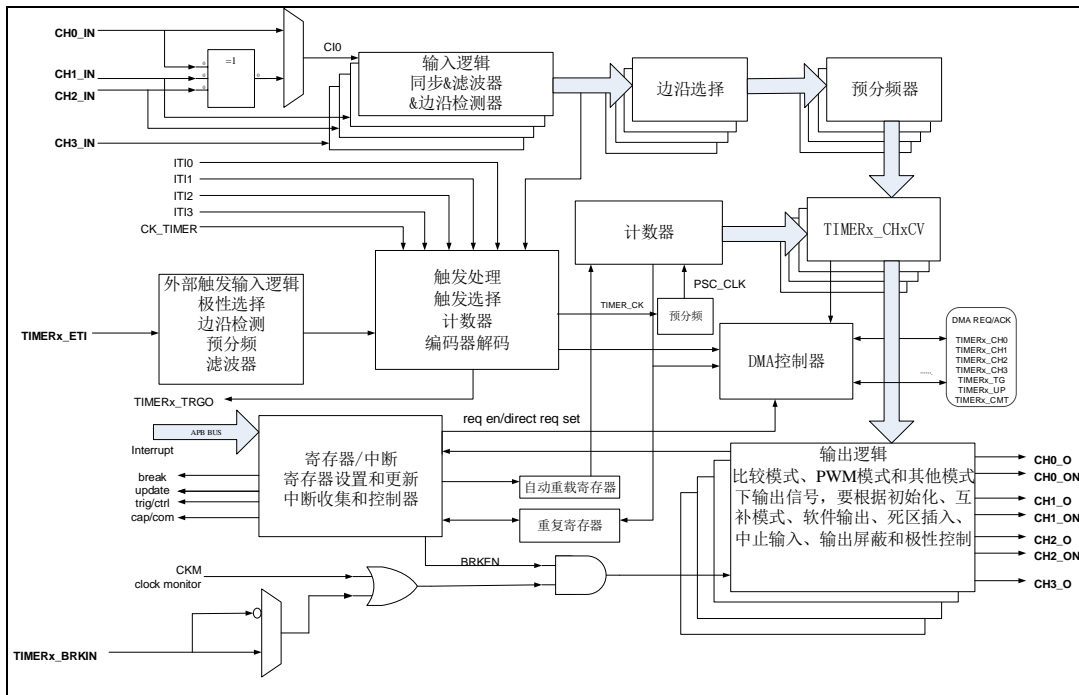 CH0_IN
CH1_IN
CH2_IN
CH3_IN
=1
CI0
输入逻辑
同步&滤波器
&边沿检测器
边沿选择
预分频器
ITI0
ITI1
ITI2
ITI3
CK_TIMER
计数器
TIMERx_CHxCV
外部触发输入逻辑
极性选择
边沿检测
预分频
滤波器
TIMERx_ETI
触发处理
触发选择
计数器
编码器解码
TIMER_CK
PSC_CLK
预分频
DMA控制器
DMA REQ/ACK
TIMERx_CH0
TIMERx_CH1
TIMERx_CH2
TIMERx_CH3
TIMERx_TG
TIMERx_UP
TIMERx_CMT
......
TIMERx_TRGO
req en/direct req set
APB BUS
Interrupt
break
update
trig/ctrl
cap/com
寄存器/中断
寄存器设置和更新
中断收集和控制器
自动重载寄存器
重复寄存器
输出逻辑
比较模式、PWM模式和其他模式
下输出信号，要根据初始化、互
补模式、软件输出、死区插入、
中止输入、输出屏蔽和极性控制
CH0_O
CH0_ON
CH1_O
CH1_ON
CH2_O
CH2_ON
CH3_O
BRKEN
CKM
clock monitor
TIMERx_BRKIN